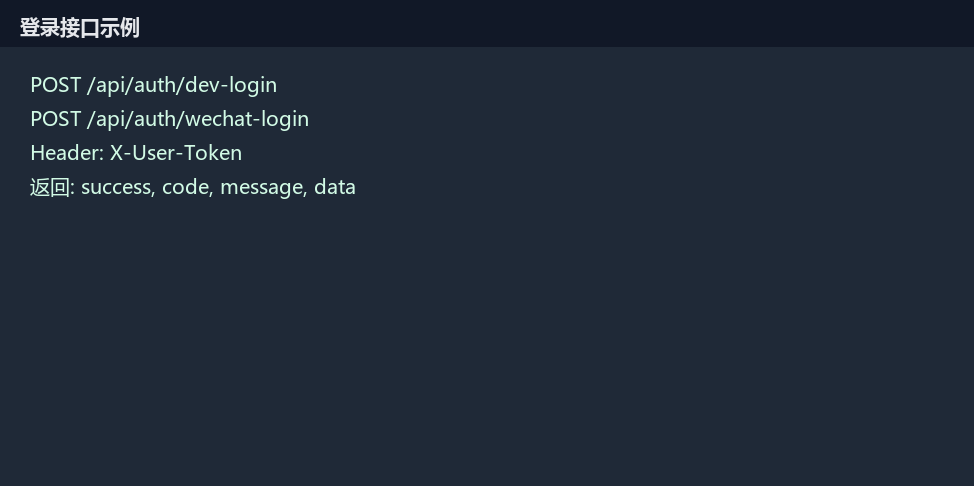 登录接口示例
POST /api/auth/dev-login
POST /api/auth/wechat-login
Header: X-User-Token
返回: success, code, message, data